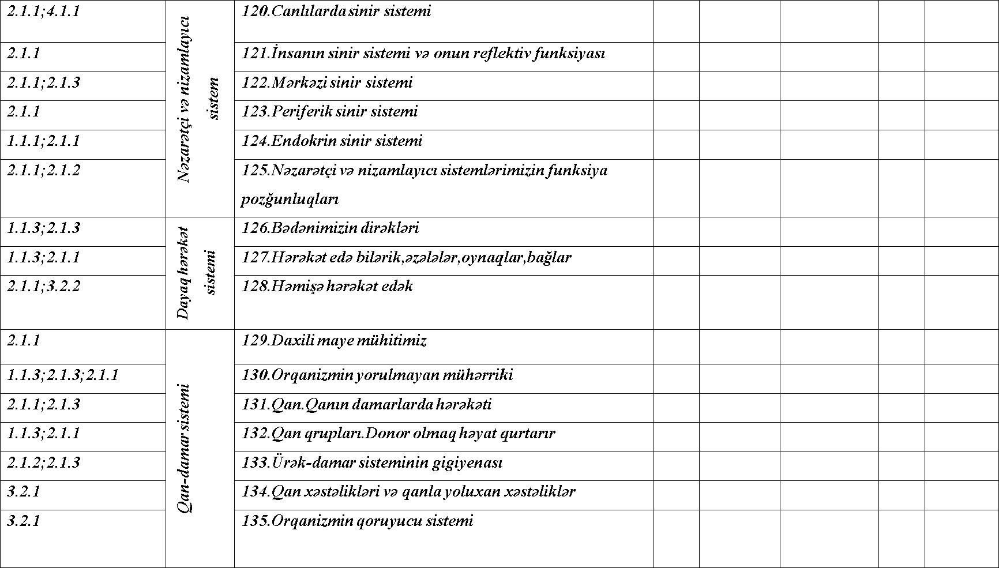 2.1.1;4.1.1
Nəzarətçi və nizamlayıcı
sistem
120.Canlılarda sinir sistemi
2.1.1
121.İnsanın sinir sistemi və onun reflektiv funksiyası
2.1.1;2.1.3
122.Mərkəzi sinir sistemi
2.1.1
123.Periferik sinir sistemi
1.1.1;2.1.1
124.Endokrin sinir sistemi
2.1.1;2.1.2
125.Nəzarətçi və nizamlayıcı sistemlərimizin funksiya
pozğunluqları
1.1.3;2.1.3
Dayaq hərəkət
sistemi
126.Bədənimizin dirəkləri
1.1.3;2.1.1
127.Hərəkət edə bilərik,əzələlər,oynaqlar,bağlar
2.1.1;3.2.2
128.Həmişə hərəkət edək
2.1.1
Qan-damar sistemi
129.Daxili maye mühitimiz
1.1.3;2.1.3;2.1.1
130.Orqanizmin yorulmayan mühərriki
2.1.1;2.1.3
131.Qan.Qanın damarlarda hərəkəti
1.1.3;2.1.1
132.Qan qrupları.Donor olmaq həyat qurtarır
2.1.2;2.1.3
133.Ürək-damar sisteminin gigiyenası
3.2.1
134.Qan xəstəlikləri və qanla yoluxan xəstəliklər
3.2.1
135.Orqanizmin qoruyucu sistemi